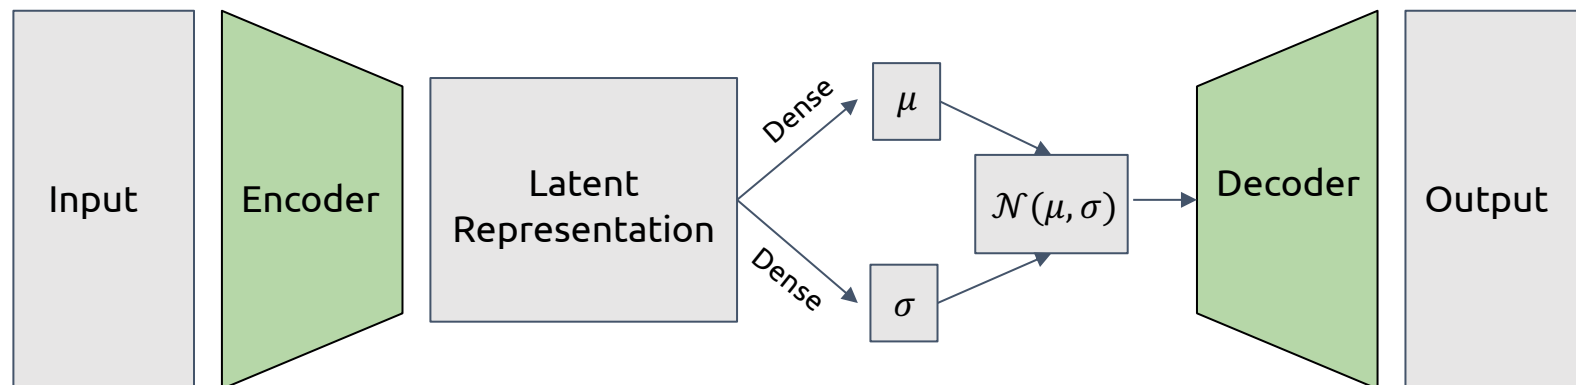 Input
Encoder
Latent
Representation
Dense
Dense
μ
σ
𝒩(μ, σ)
Decoder
Output